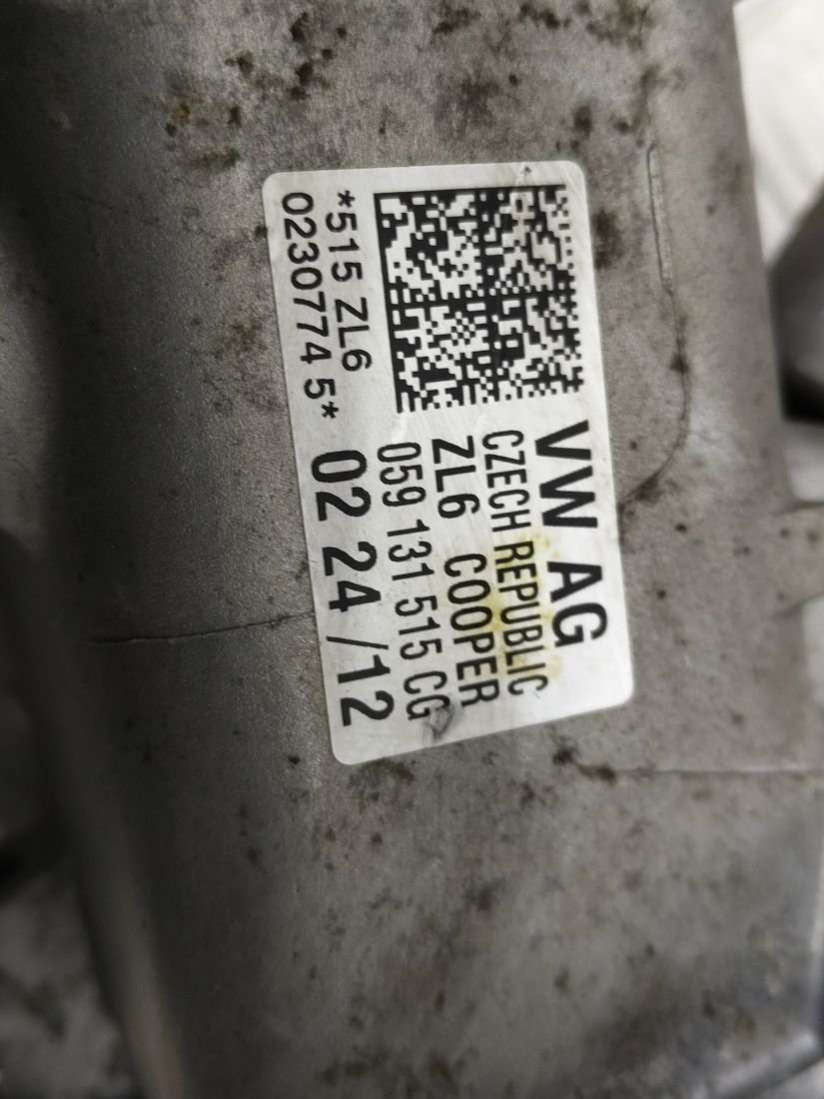 VW AG
CZECH REPUBLIC
ZL6 COOPER
059 131 515 CG
02 24 /12
*515 ZL6
0230774 5*